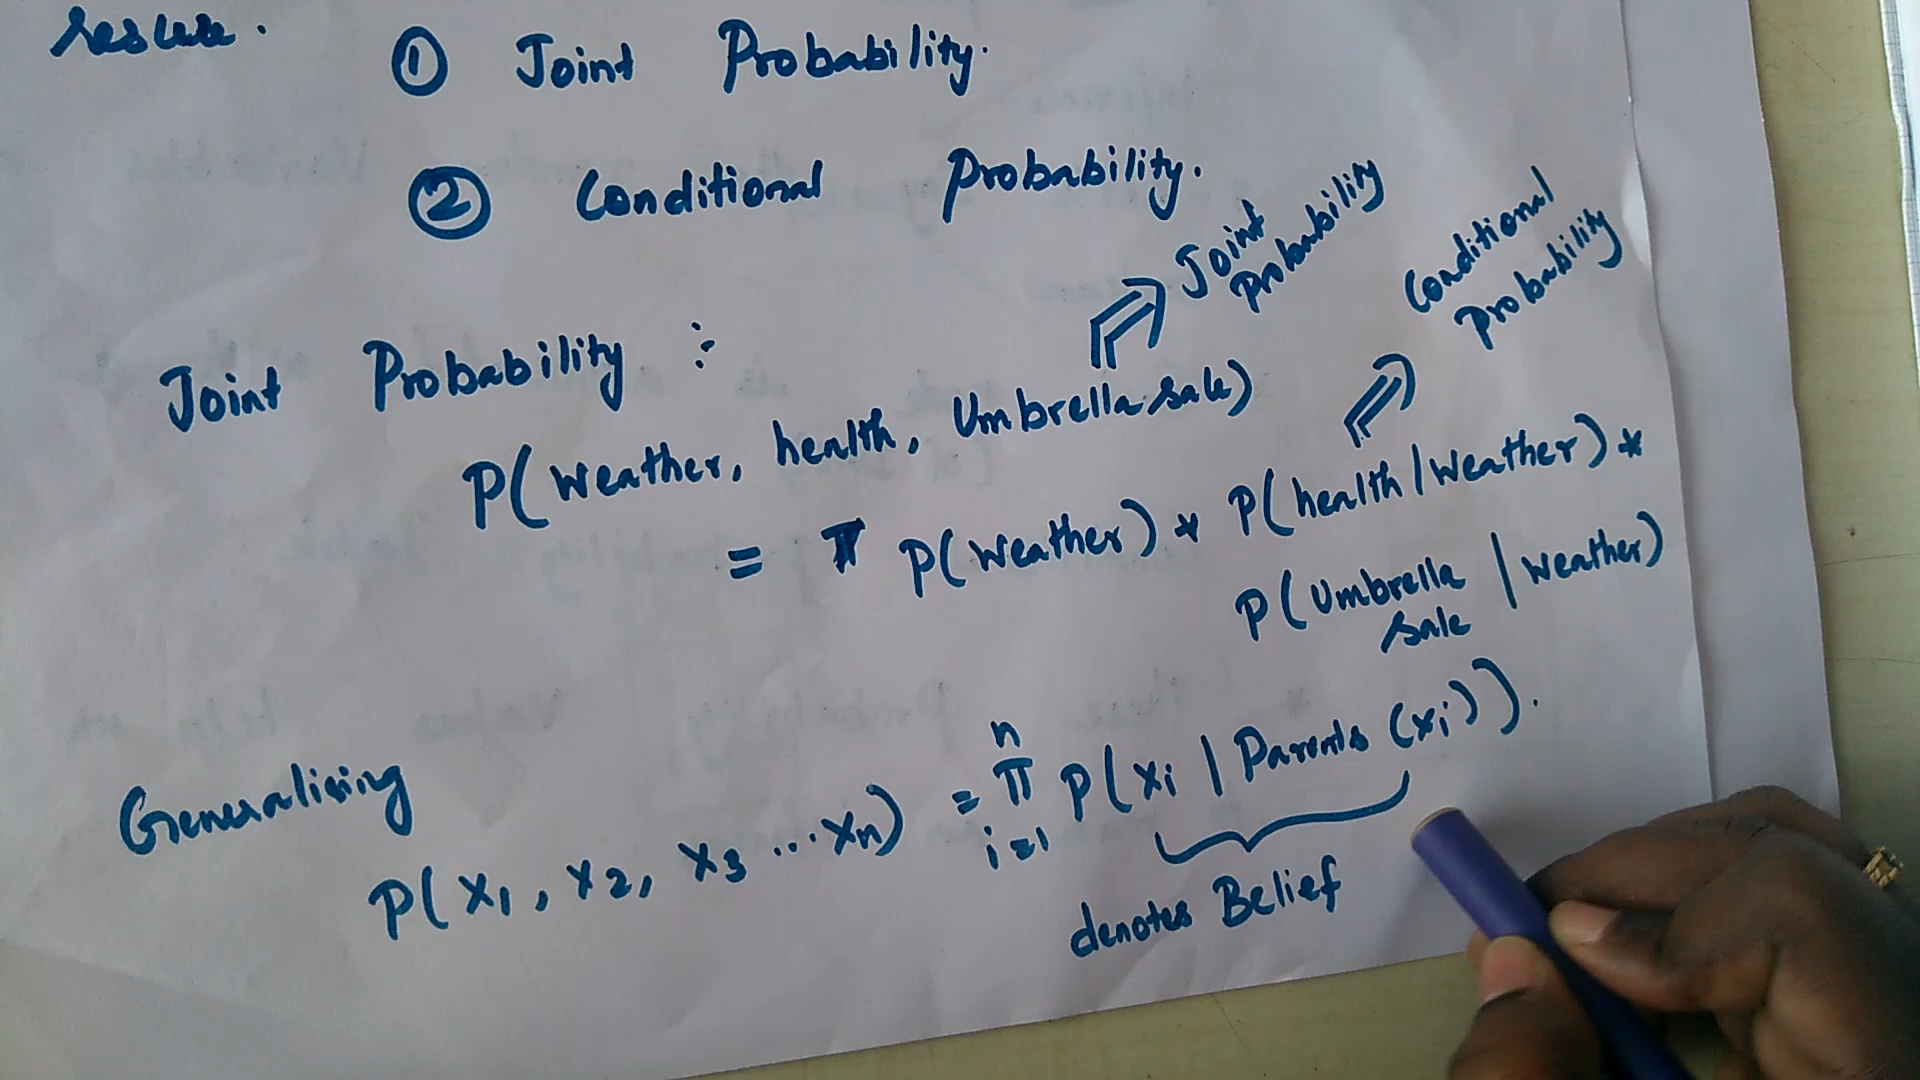 rescue.
① Joint Probability.
② Conditional Probability.
Joint Probability
Conditional Probability
Joint Probability :
P(Weather, health, Umbrella sale)
= π P(Weather) * P(health | Weather) *
P(Umbrella sale | Weather)
Generalising
P(x1, x2, x3 ... xn) = n π i=1 P(xi | Parents (xi)).
denotes Belief